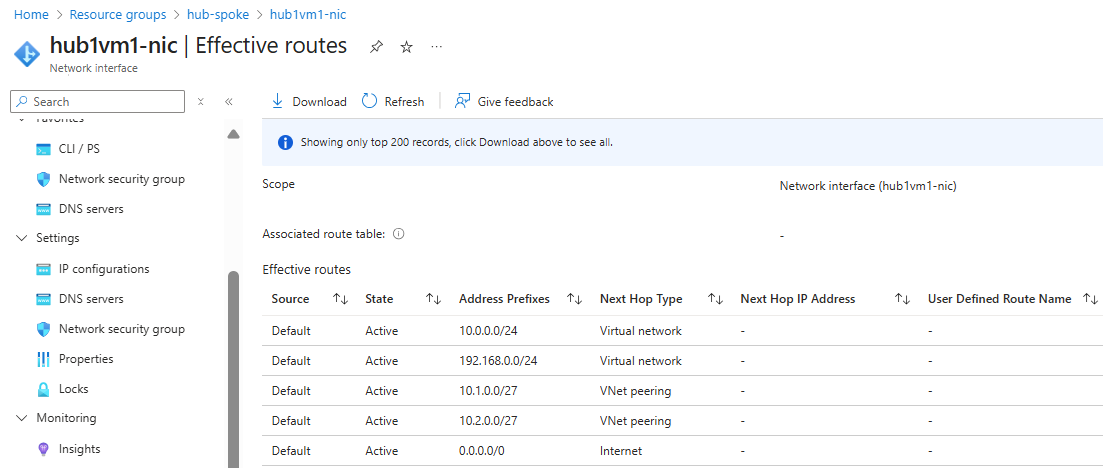 Home > Resource groups > hub-spoke > hub1vm1-nic
hub1vm1-nic | Effective routes ...
Network interface
Search
Favorites
CLI / PS
Network security group
DNS servers
Settings
IP configurations
DNS servers
Network security group
Properties
Locks
Monitoring
Insights
Download Refresh Give feedback
Showing only top 200 records, click Download above to see all.
Scope Network interface (hub1vm1-nic)
Associated route table: -
Effective routes
Source State Address Prefixes Next Hop Type Next Hop IP Address User Defined Route Name
Default Active 10.0.0.0/24 Virtual network - -
Default Active 192.168.0.0/24 Virtual network - -
Default Active 10.1.0.0/27 VNet peering - -
Default Active 10.2.0.0/27 VNet peering - -
Default Active 0.0.0.0/0 Internet - -